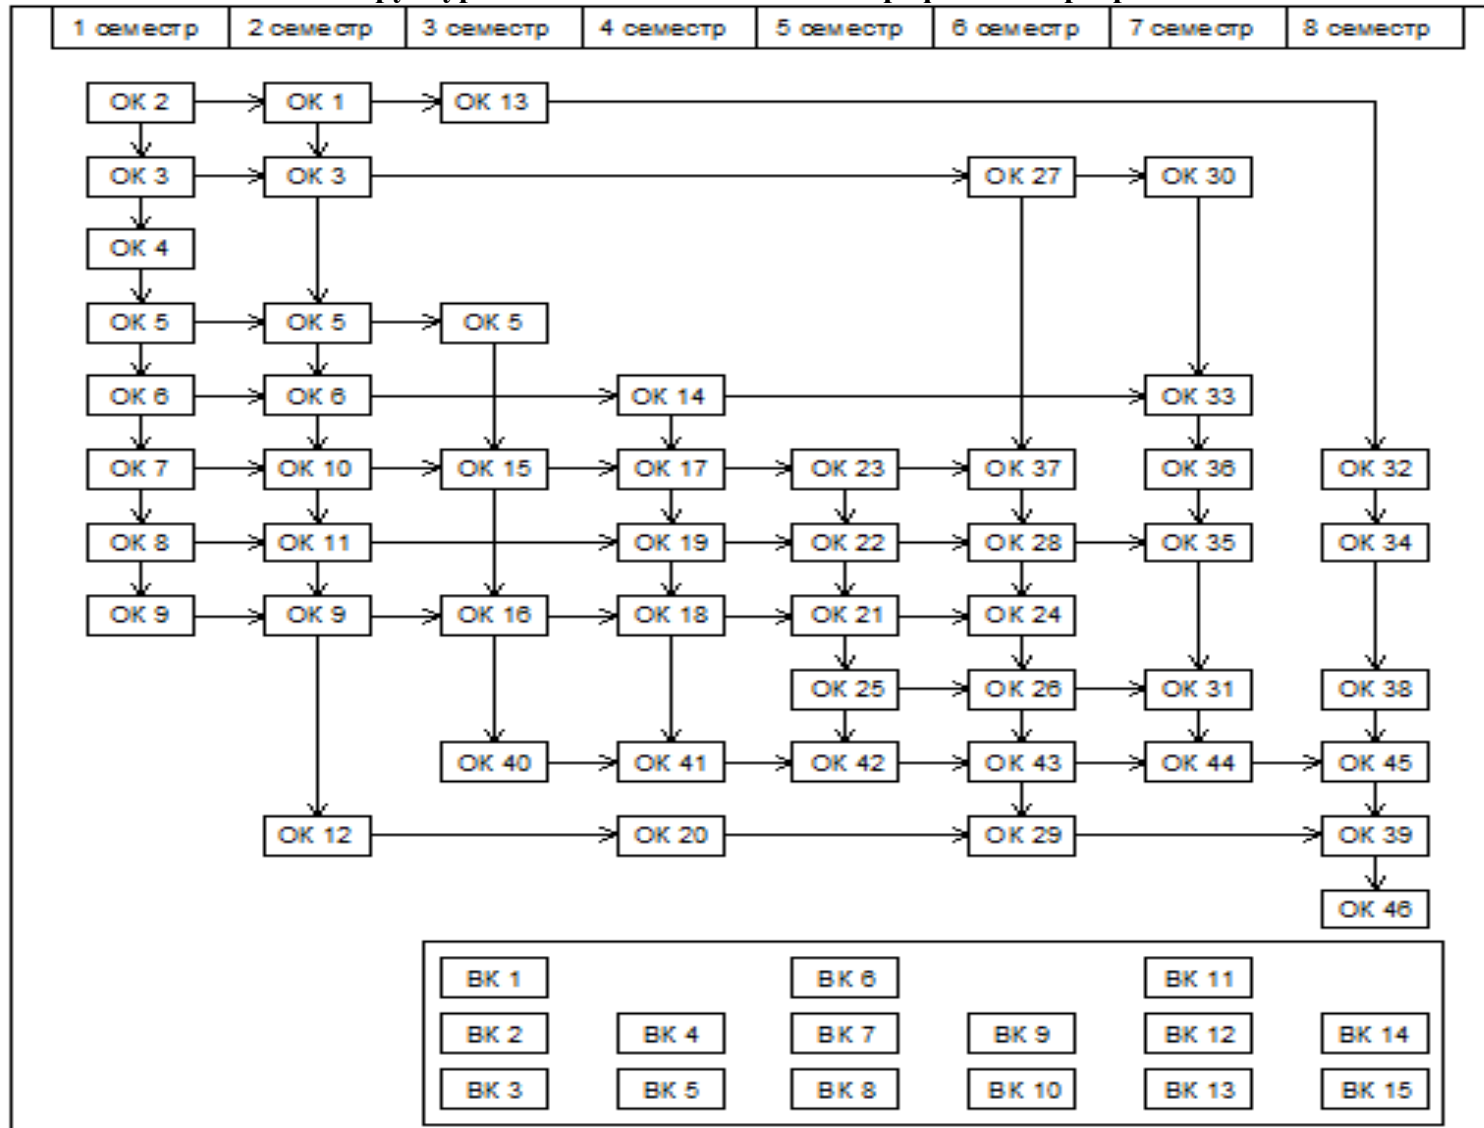 1 семестр 2 семестр 3 семестр 4 семестр 5 семестр 6 семестр 7 семестр 8 семестр
ОК 2 ОК 1 ОК 13
ОК 3 ОК 3 ОК 27 ОК 30
ОК 4
ОК 5 ОК 5 ОК 5
ОК 6 ОК 6 ОК 14 ОК 33
ОК 7 ОК 10 ОК 15 ОК 17 ОК 23 ОК 37 ОК 36 ОК 32
ОК 8 ОК 11 ОК 19 ОК 22 ОК 28 ОК 35 ОК 34
ОК 9 ОК 9 ОК 16 ОК 18 ОК 21 ОК 24
ОК 25 ОК 26 ОК 31 ОК 38
ОК 40 ОК 41 ОК 42 ОК 43 ОК 44 ОК 45
ОК 12 ОК 20 ОК 29 ОК 39
ОК 46
ВК 1 ВК 6 ВК 11
ВК 2 ВК 4 ВК 7 ВК 9 ВК 12 ВК 14
ВК 3 ВК 5 ВК 8 ВК 10 ВК 13 ВК 15